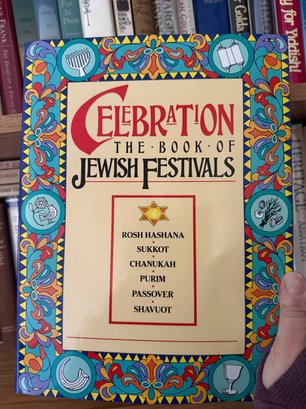 CELEBRATION
THE · BOOK · OF
JEWISH FESTIVALS
ROSH HASHANA
SUKKOT
CHANUKAH
PURIM
PASSOVER
SHAVUOT